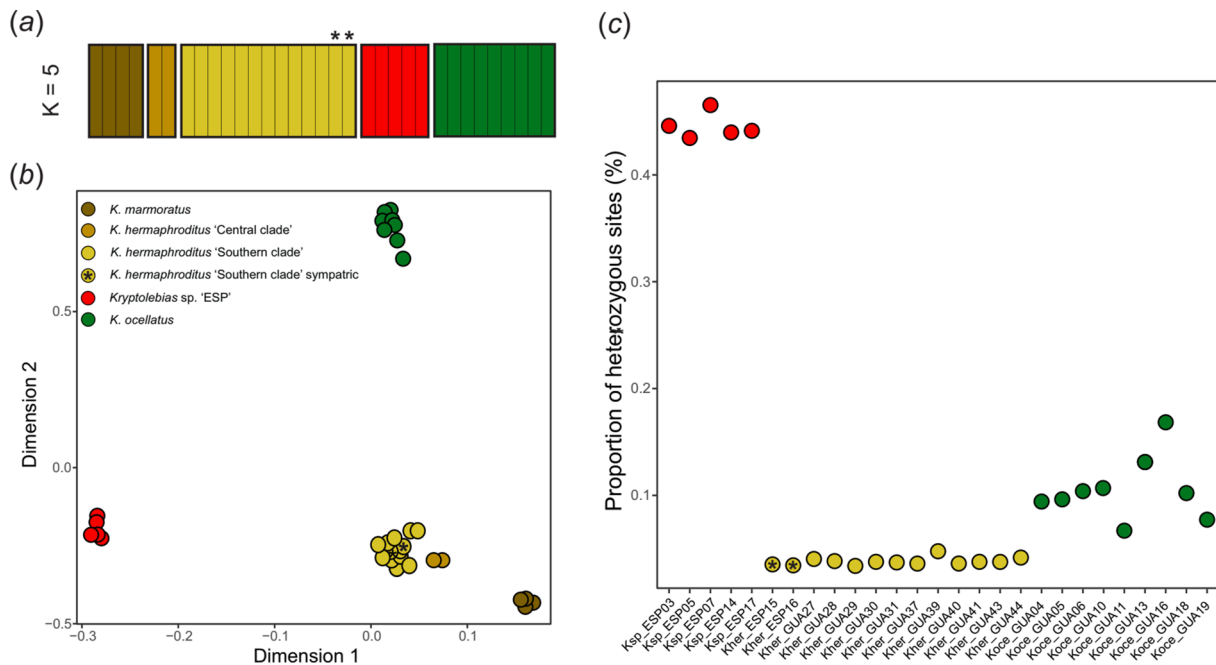 (a)
**
K = 5
(b)
K. marmoratus
K. hermaphroditus 'Central clade'
K. hermaphroditus 'Southern clade'
* K. hermaphroditus 'Southern clade' sympatric
Kryptolebias sp. 'ESP'
K. ocellatus
Dimension 2
0.5
0.0
−0.5
*
−0.3
−0.2
−0.1
0.0
0.1
Dimension 1
(c)
Proportion of heterozygous sites (%)
0.4
0.4
0.4
0.1
* *
Ksp_ESP03
Ksp_ESP05
Ksp_ESP07
Ksp_ESP14
Ksp_ESP17
Kher_ESP15
Kher_ESP16
Kher_GUA27
Kher_GUA28
Kher_GUA29
Kher_GUA30
Kher_GUA31
Kher_GUA37
Kher_GUA39
Kher_GUA40
Kher_GUA41
Kher_GUA43
Kher_GUA44
Koce_GUA04
Koce_GUA05
Koce_GUA06
Koce_GUA10
Koce_GUA11
Koce_GUA13
Koce_GUA16
Koce_GUA18
Koce_GUA19